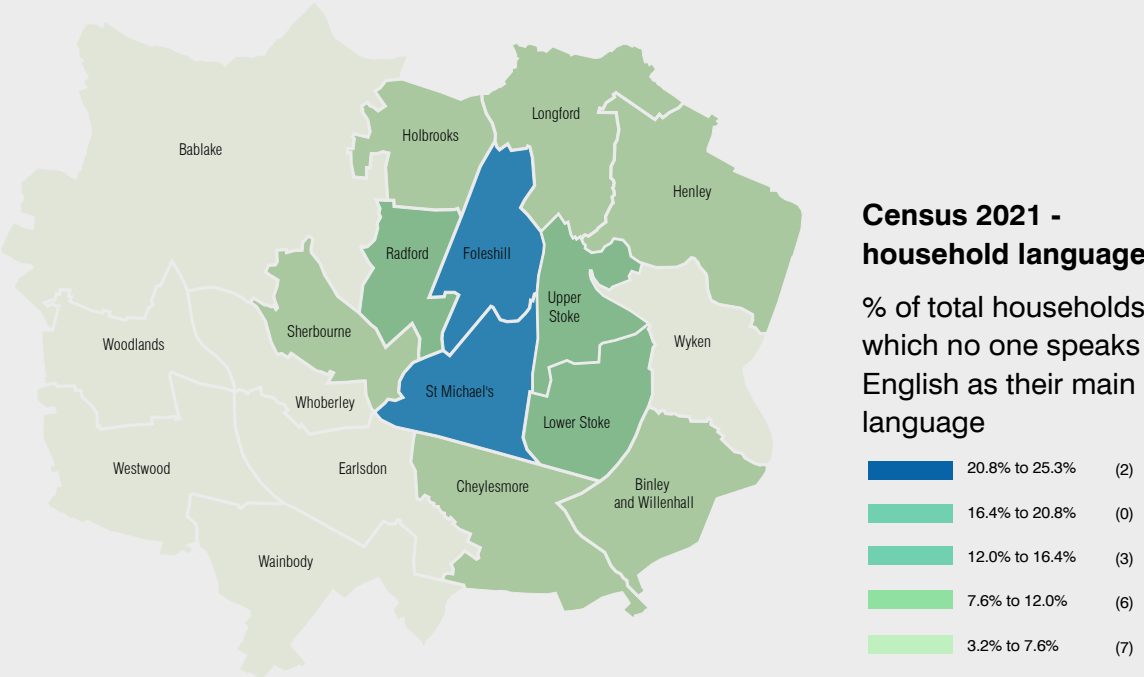 Bablake
Holbrooks
Longford
Henley
Radford
Foleshill
Upper
Stoke
Sherbourne
Woodlands
Wyken
Whoberley
St Michael's
Lower Stoke
Westwood
Earlsdon
Cheylesmore
Binley
and Willenhall
Wainbody
Census 2021 -
household language
% of total households
which no one speaks
English as their main
language
20.8% to 25.3% (2)
16.4% to 20.8% (0)
12.0% to 16.4% (3)
7.6% to 12.0% (6)
3.2% to 7.6% (7)